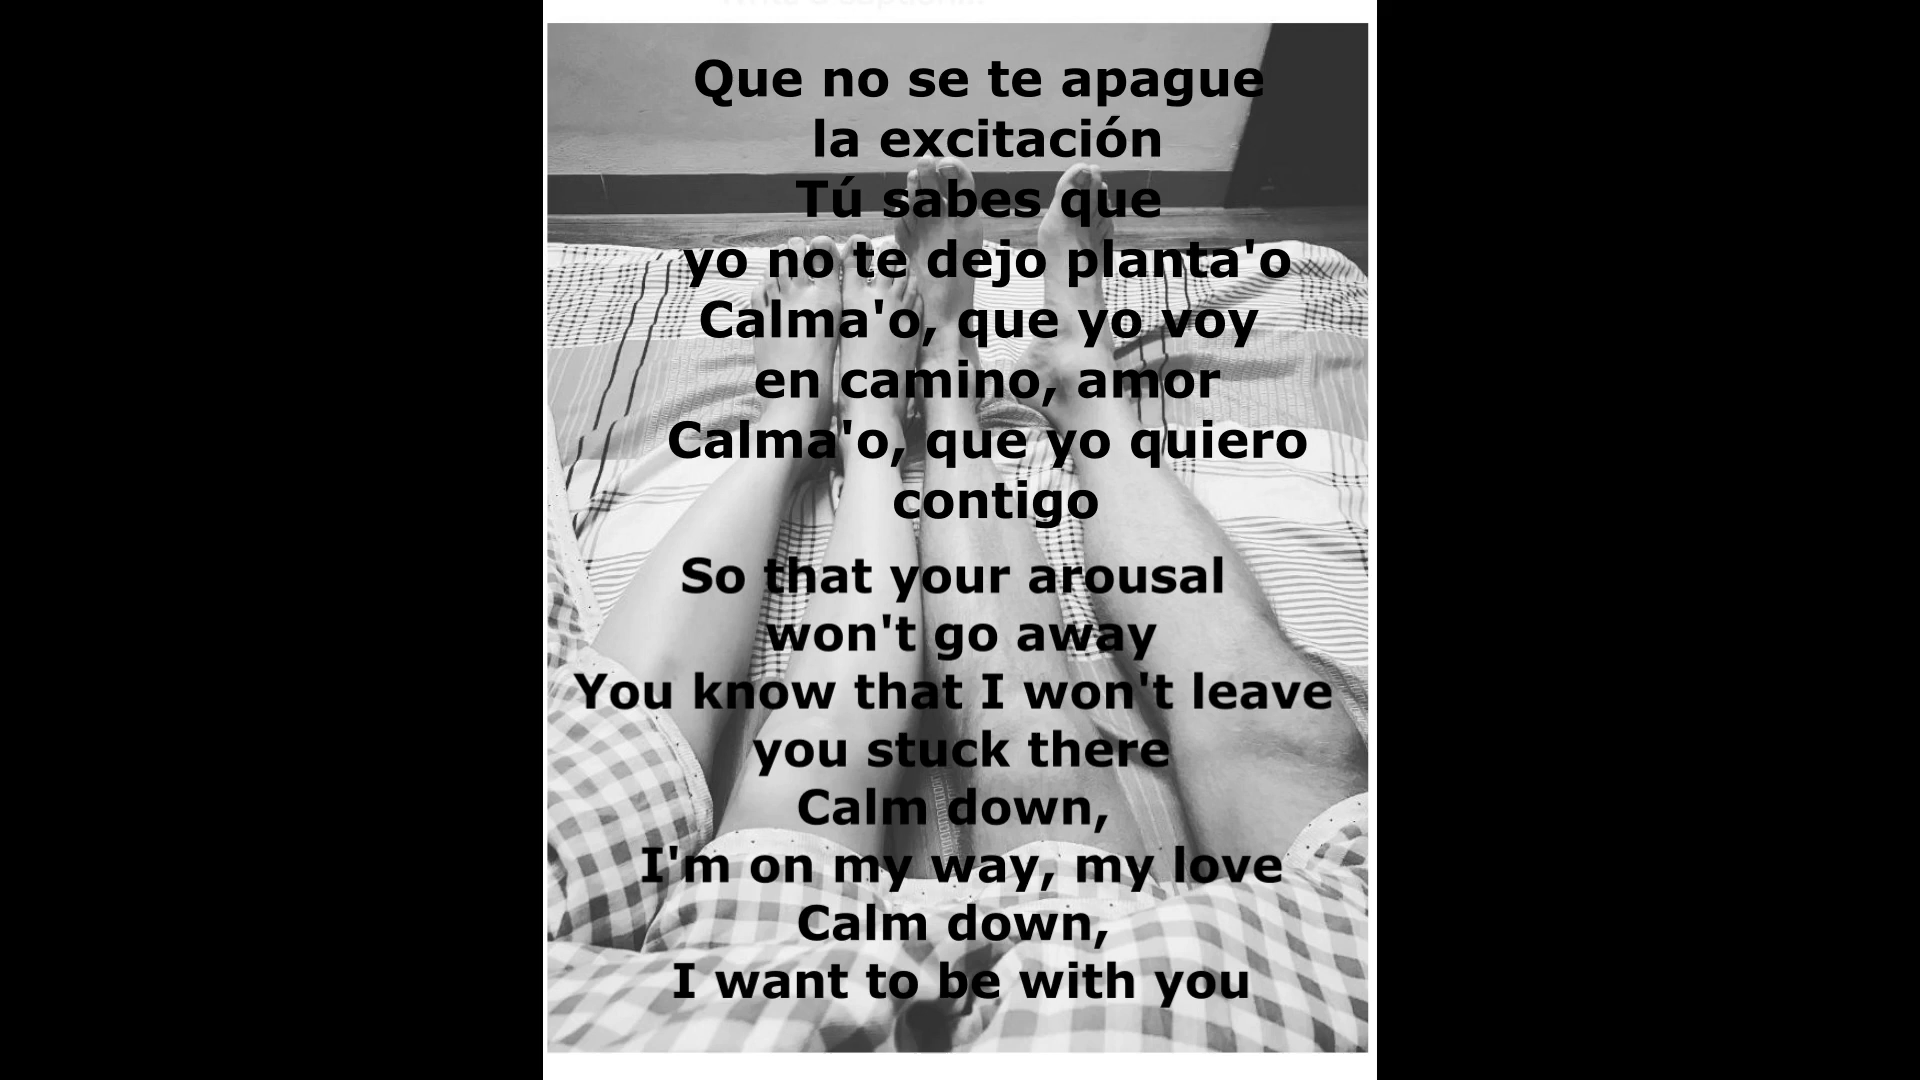 Que no se te apague
la excitación
Tú sabes que
yo no te dejo planta'o
Calma'o, que yo voy
en camino, amor
Calma'o, que yo quiero
contigo
So that your arousal
won't go away
You know that I won't leave
you stuck there
Calm down,
I'm on my way, my love
Calm down,
I want to be with you